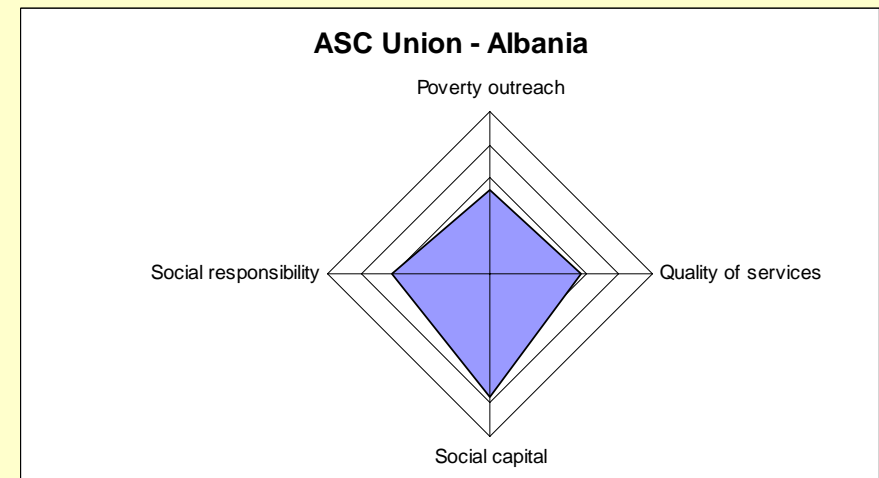 ASC Union - Albania
Poverty outreach
Social responsibility
Quality of services
Social capital